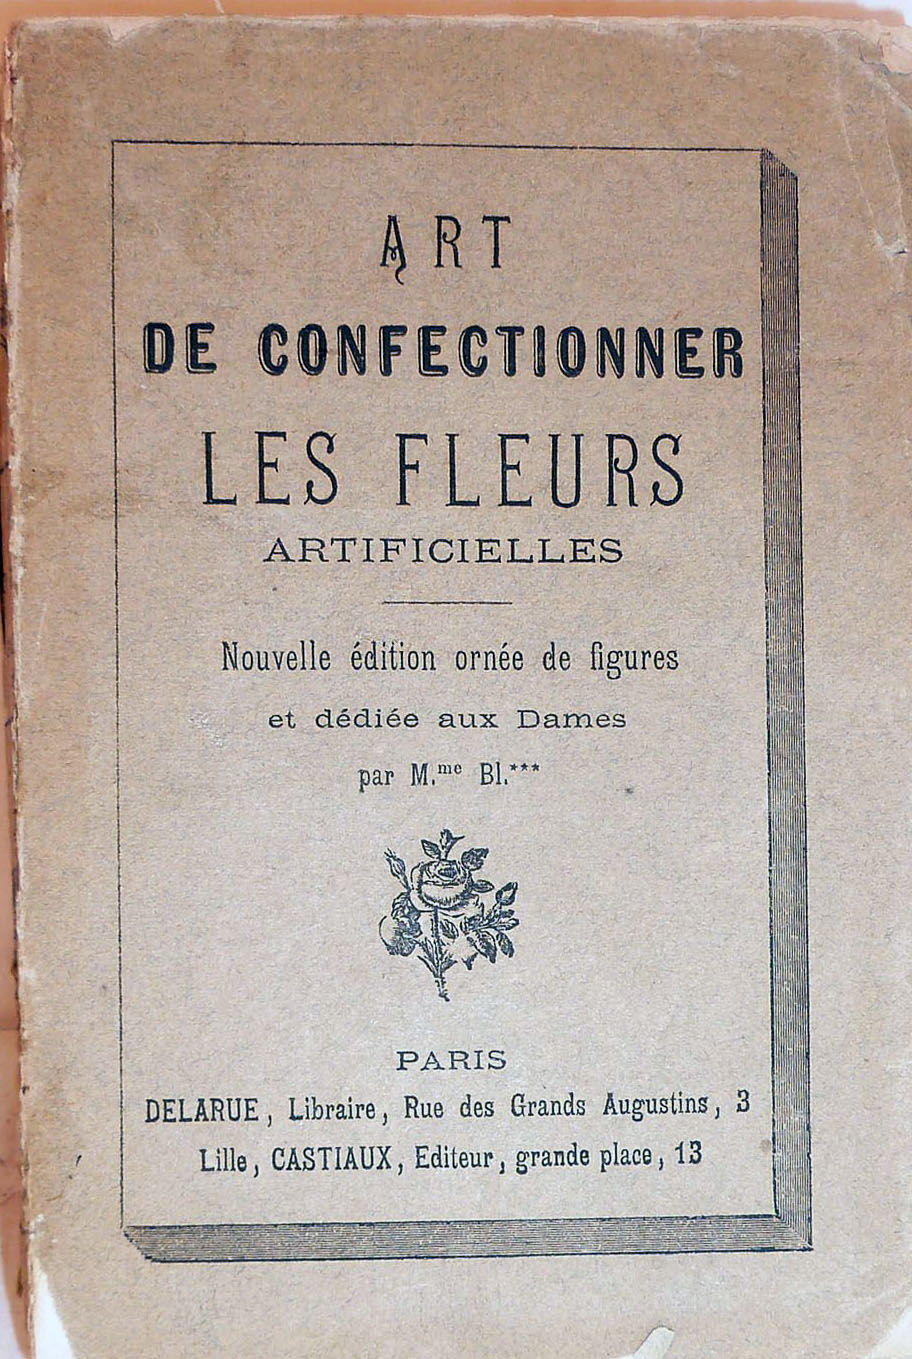 ART
DE CONFECTIONNER
LES FLEURS
ARTIFICIELLES
Nouvelle édition ornée de figures
et dédiée aux Dames
par M.me Bl.***
PARIS
DELARUE, Libraire, Rue des Grands Augustins, 3
Lille, CASTIAUX, Editeur, grande place, 13